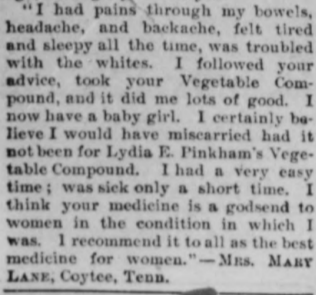 "I had pains through my bowels,
headache, and backache, felt tired
and sleepy all the time, was troubled
with the whites. I followed your
advice, took your Vegetable Com-
pound, and it did me lots of good. I
now have a baby girl. I certainly be-
lieve I would have miscarried had it
not been for Lydia E. Pinkham's Vege-
table Compound. I had a very easy
time; was sick only a short time. I
think your medicine is a godsend to
women in the condition in which I
was. I recommend it to all as the best
medicine for women."—MRS. MARY
LANE, Coytee, Tenn.